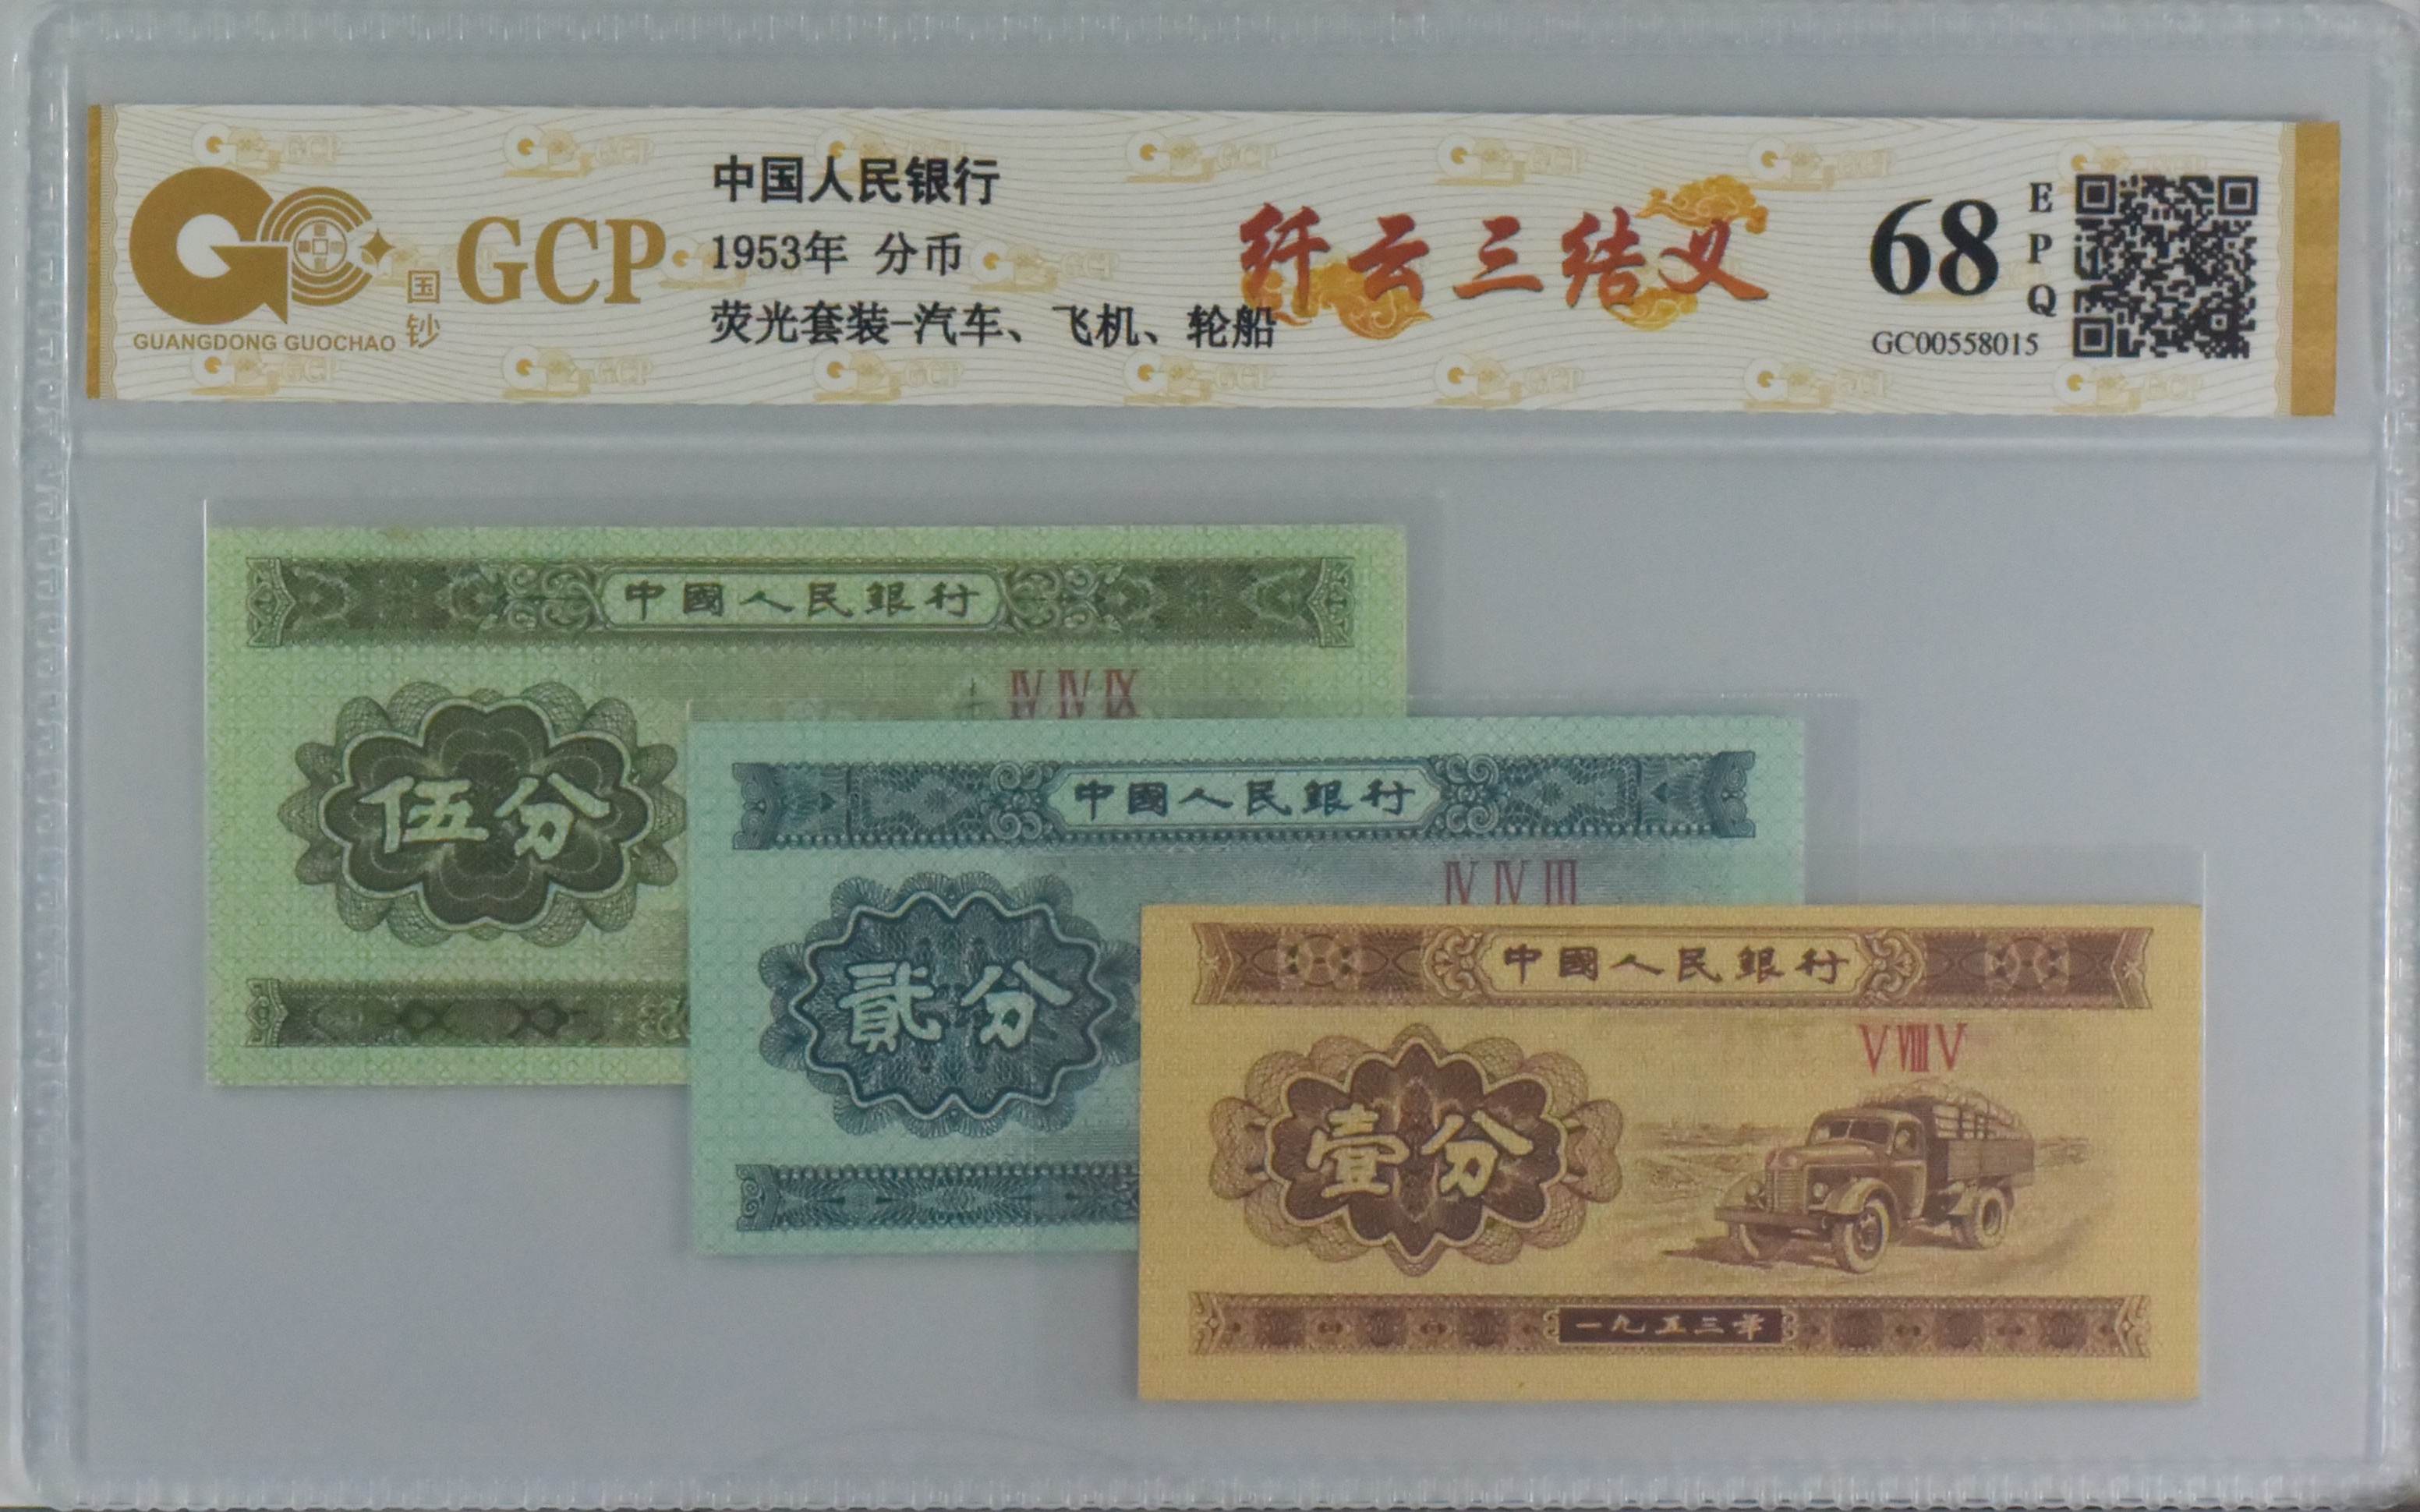 GUANGDONG GUOCHAO
国钞
GCP
中国人民银行
1953年 分币
荧光套装-汽车、飞机、轮船
纤云三结义
68
EPQ
GC00558015
中國人民銀行
ⅣⅣⅨ
伍分
中國人民銀行
ⅣⅣⅢ
貳分
中國人民銀行
ⅤⅧⅤ
壹分
一九五三年